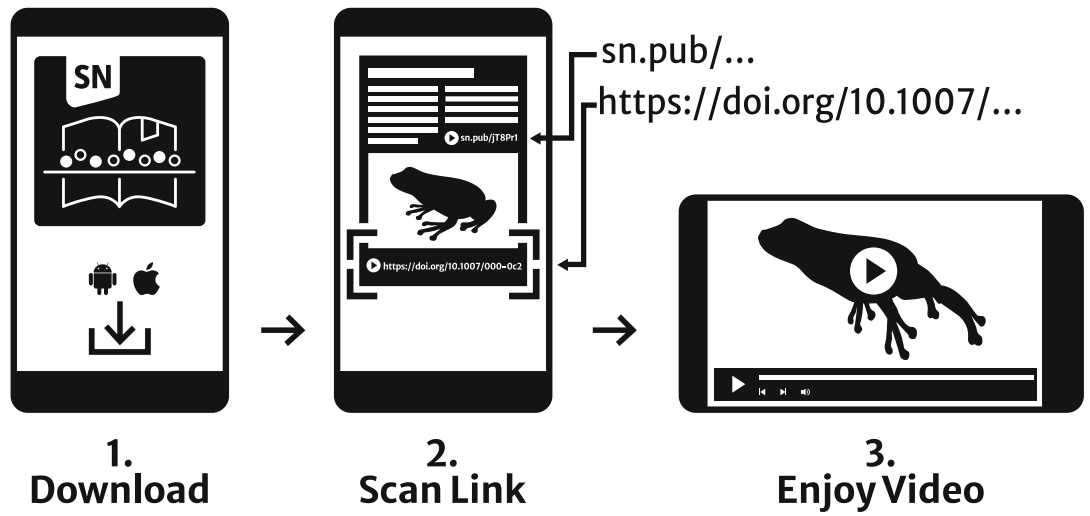 SN
sn.pub/jT8Pr1
https://doi.org/10.1007/000-0c2
sn.pub/...
https://doi.org/10.1007/...
1.
Download
2.
Scan Link
3.
Enjoy Video